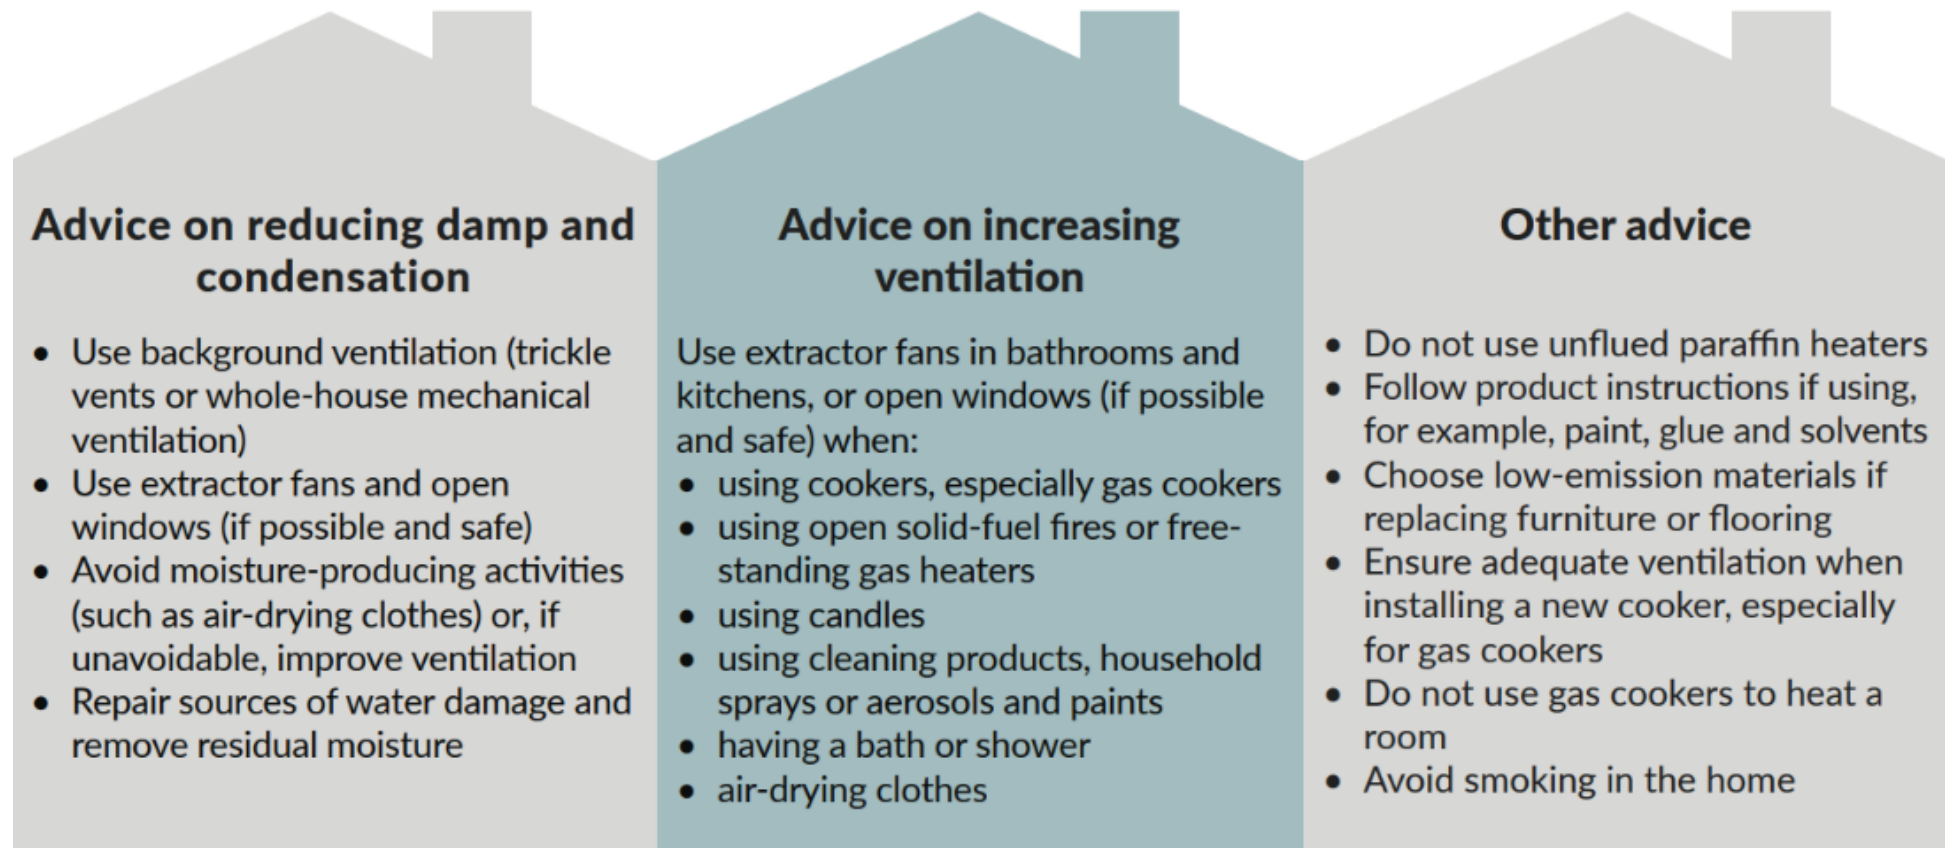 Advice on reducing damp and
condensation
• Use background ventilation (trickle
vents or whole-house mechanical
ventilation)
• Use extractor fans and open
windows (if possible and safe)
• Avoid moisture-producing activities
(such as air-drying clothes) or, if
unavoidable, improve ventilation
• Repair sources of water damage and
remove residual moisture
Advice on increasing
ventilation
Use extractor fans in bathrooms and
kitchens, or open windows (if possible
and safe) when:
• using cookers, especially gas cookers
• using open solid-fuel fires or free-
standing gas heaters
• using candles
• using cleaning products, household
sprays or aerosols and paints
• having a bath or shower
• air-drying clothes
Other advice
• Do not use unflued paraffin heaters
• Follow product instructions if using,
for example, paint, glue and solvents
• Choose low-emission materials if
replacing furniture or flooring
• Ensure adequate ventilation when
installing a new cooker, especially
for gas cookers
• Do not use gas cookers to heat a
room
• Avoid smoking in the home